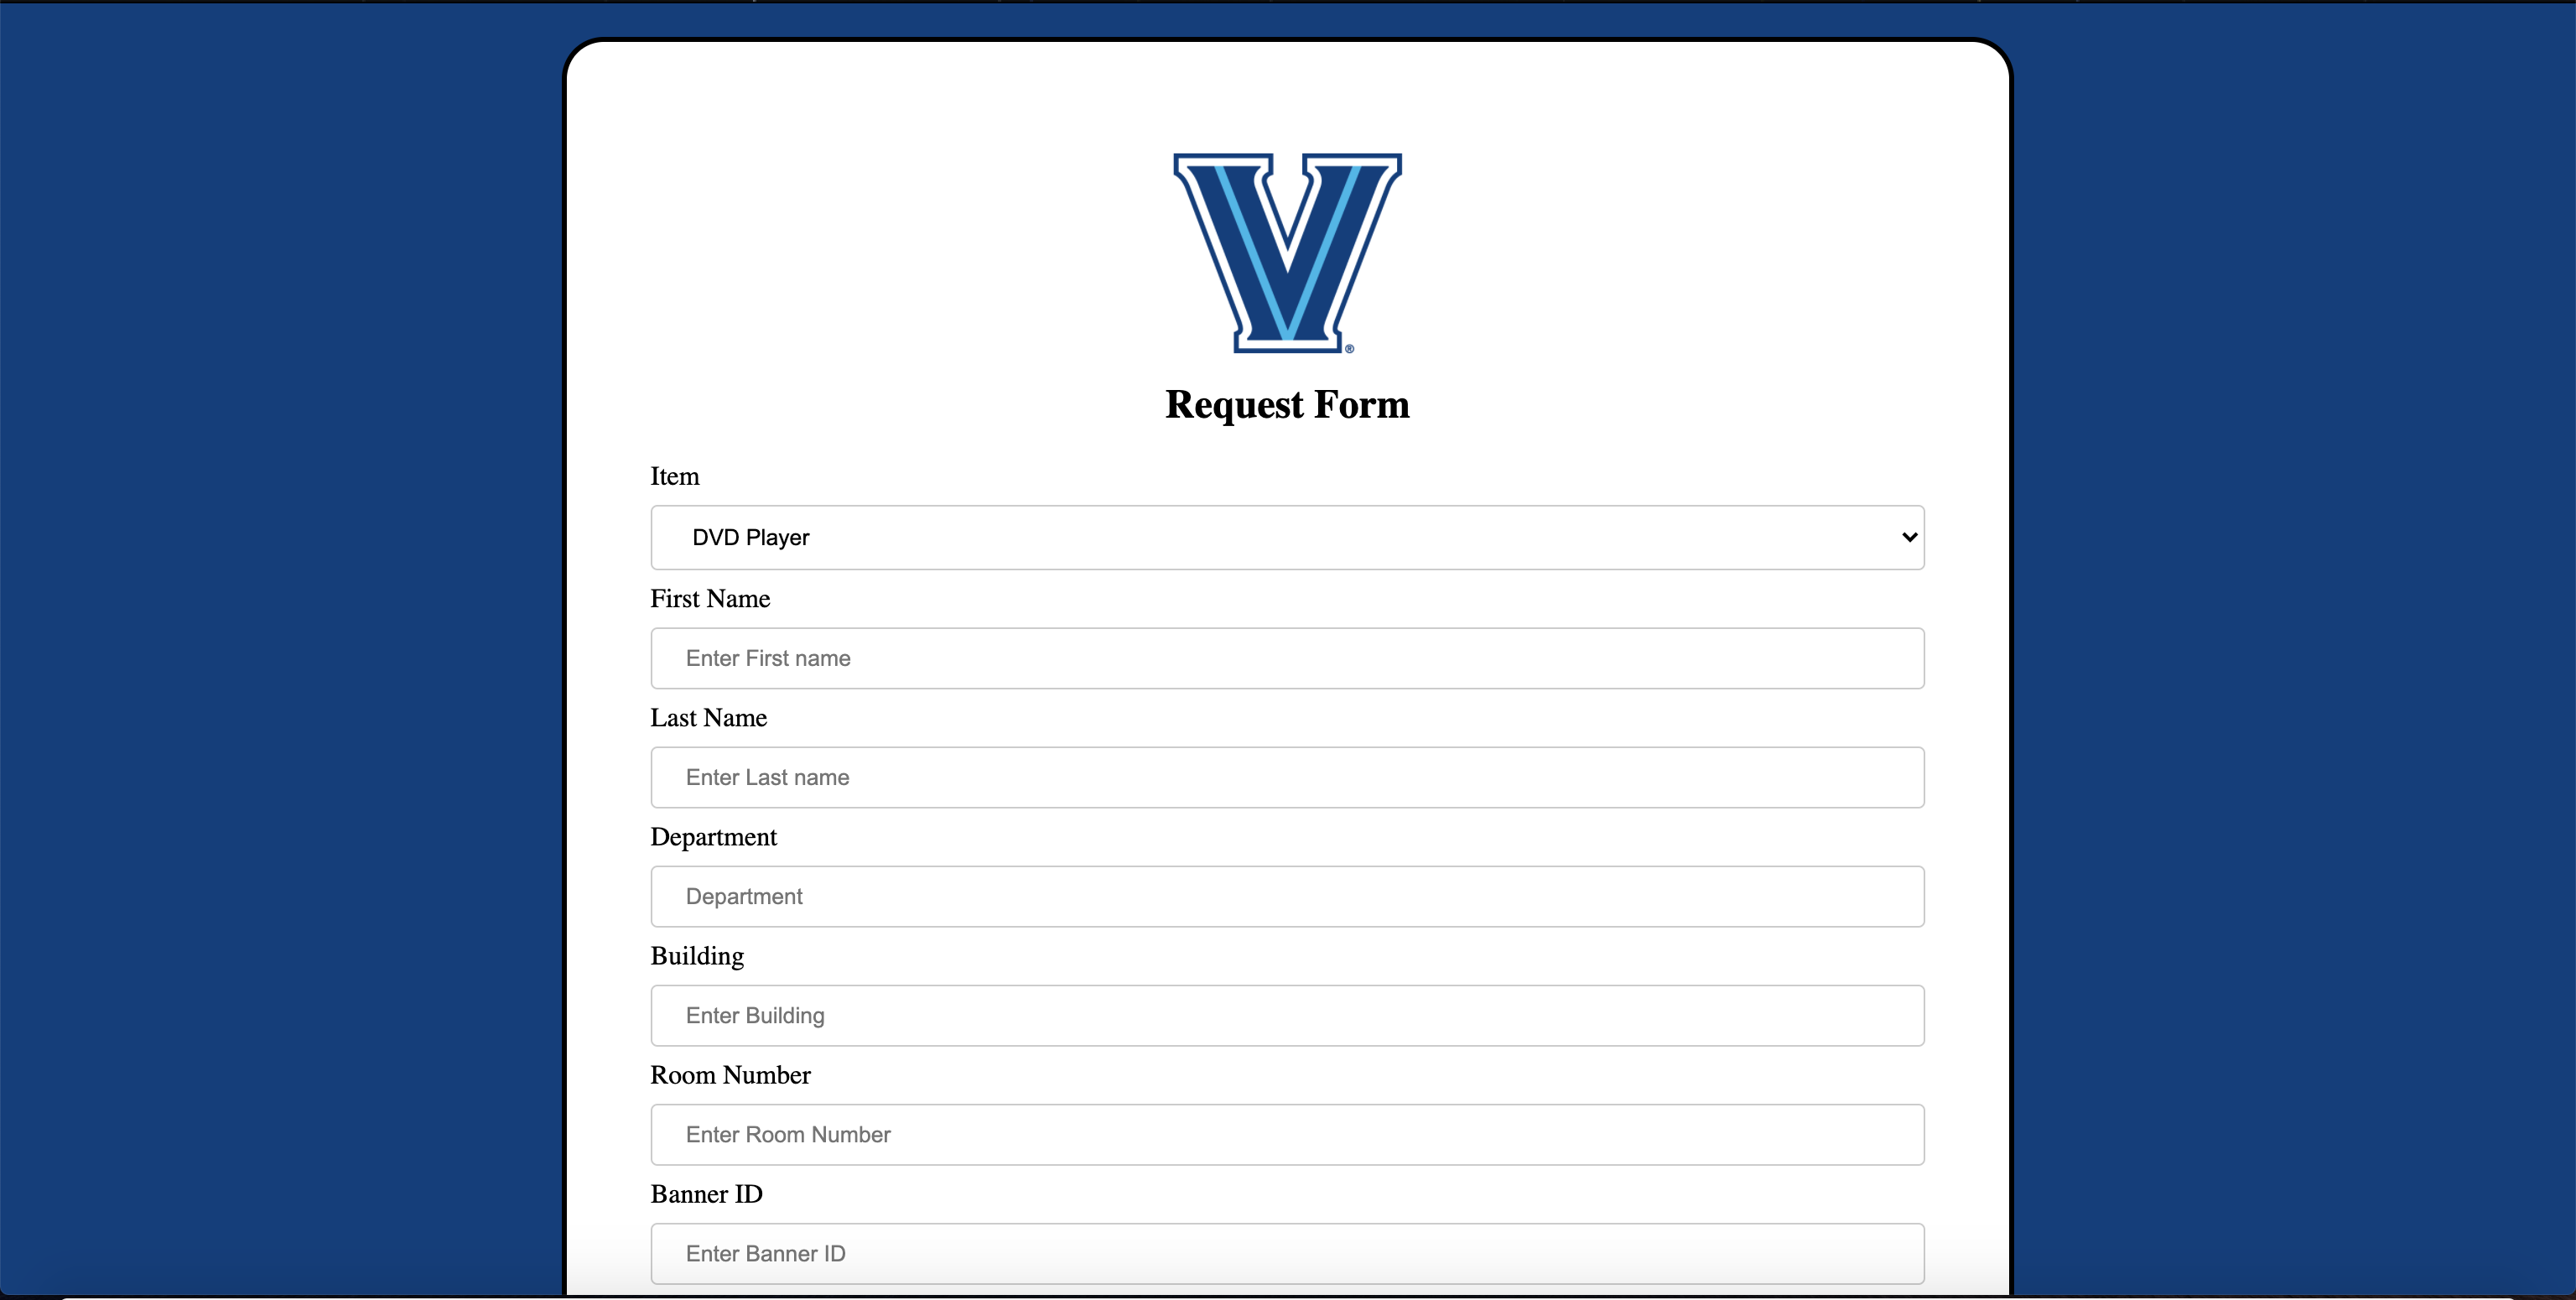 V®
Request Form
Item
DVD Player
First Name
Enter First name
Last Name
Enter Last name
Department
Department
Building
Enter Building
Room Number
Enter Room Number
Banner ID
Enter Banner ID